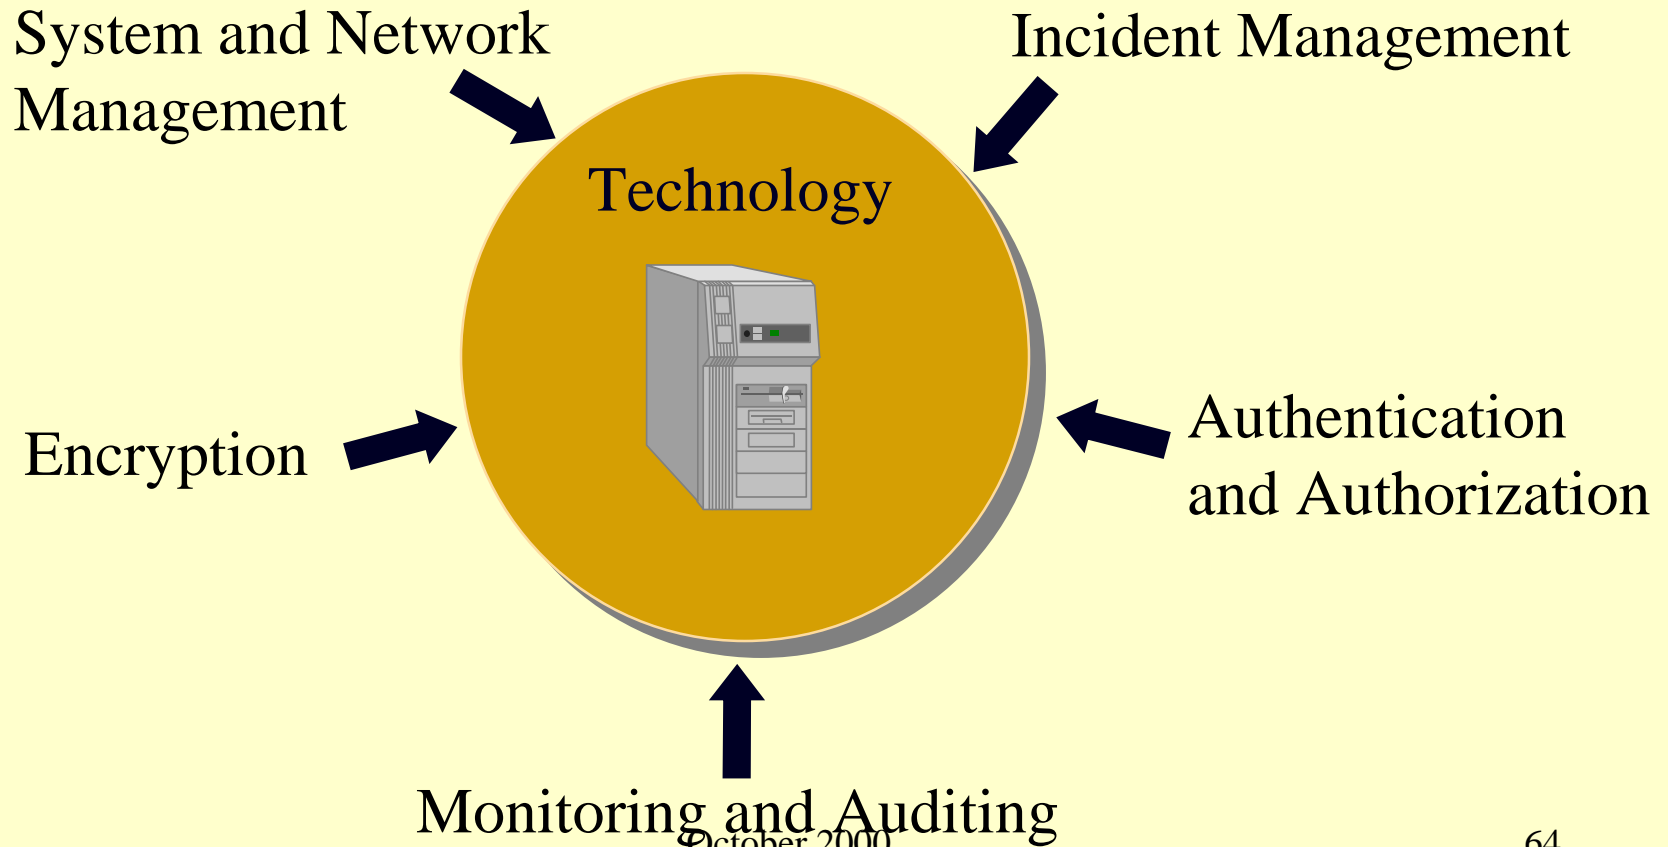 System and Network
Management
Incident Management
Technology
Encryption
Authentication
and Authorization
Monitoring and Auditing
October 2000
64